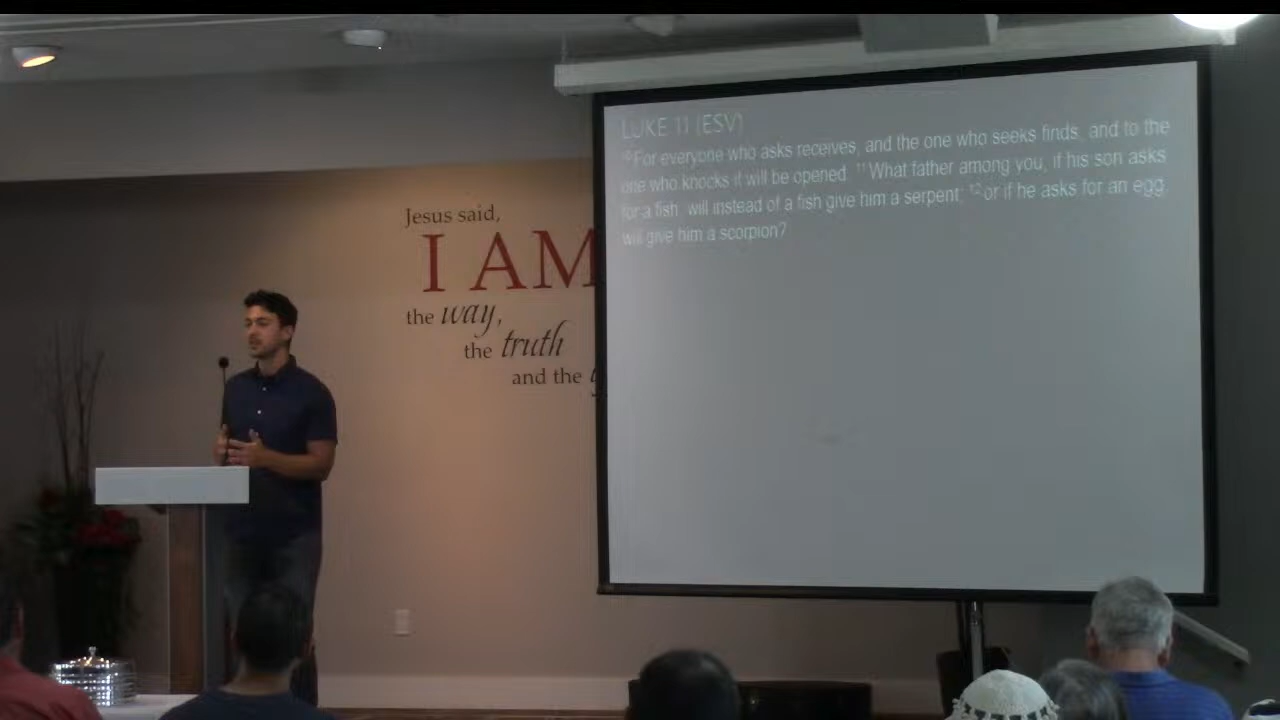 Jesus said,
I AM
the way,
the truth
and the
LUKE 11 (ESV)
10 For everyone who asks receives, and the one who seeks finds, and to the
one who knocks it will be opened. 11 What father among you, if his son asks
for a fish, will instead of a fish give him a serpent; 12 or if he asks for an egg,
will give him a scorpion?